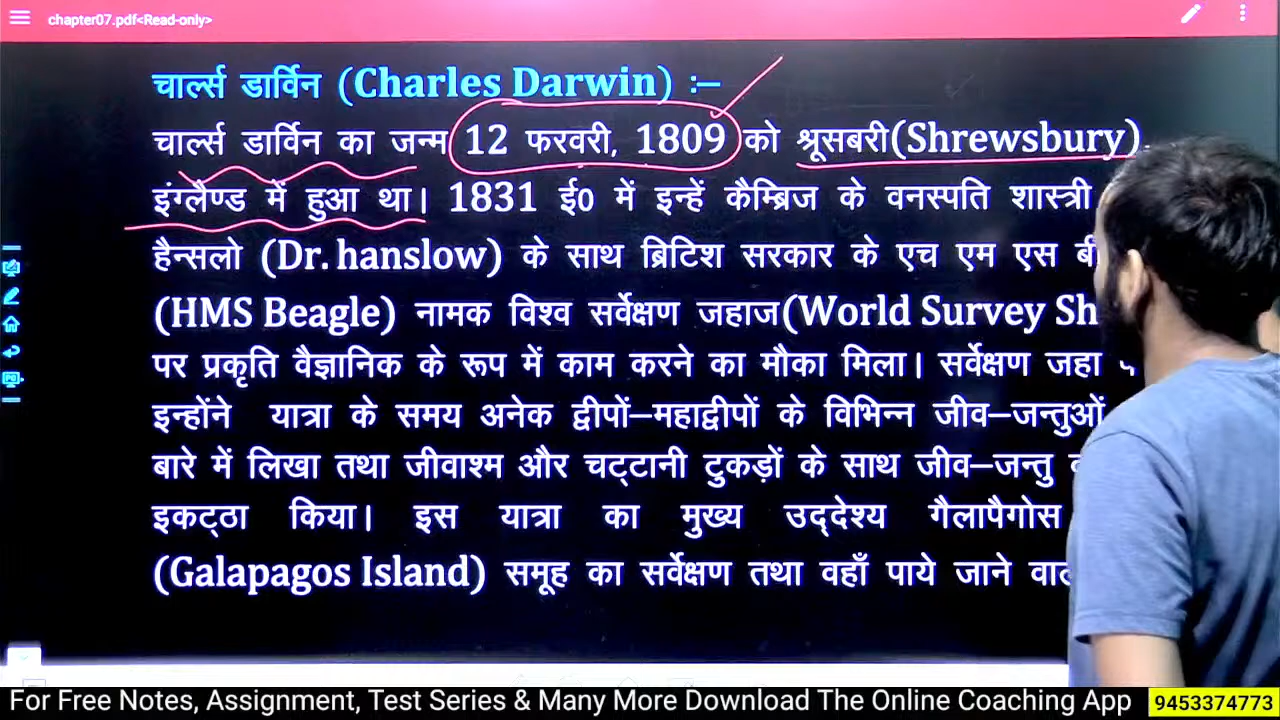 chapter07.pdf<Read-only>
चार्ल्स डार्विन (Charles Darwin) :–
चार्ल्स डार्विन का जन्म 12 फरवरी, 1809 को श्रूसबरी(Shrewsbury),
इंग्लैण्ड में हुआ था। 1831 ई0 में इन्हें कैम्ब्रिज के वनस्पति शास्त्री
हैन्सलो (Dr. hanslow) के साथ ब्रिटिश सरकार के एच एम एस
(HMS Beagle) नामक विश्व सर्वेक्षण जहाज(World Survey
पर प्रकृति वैज्ञानिक के रूप में काम करने का मौका मिला। सर्वेक्षण जहा
इन्होंने यात्रा के समय अनेक द्वीपों–महाद्वीपों के विभिन्न जीव–जन्तुओं
बारे में लिखा तथा जीवाश्म और चट्टानी टुकड़ों के साथ जीव–जन्तु
इकट्ठा किया। इस यात्रा का मुख्य उद्देश्य गैलापैगोस
(Galapagos Island) समूह का सर्वेक्षण तथा वहाँ पाये जाने
For Free Notes, Assignment, Test Series & Many More Download The Online Coaching App 9453374773